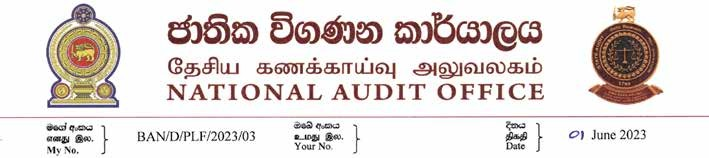 ජාතික විගණන කාර්යාලය
தேசிய கணக்காய்வு அலுவலகம்
NATIONAL AUDIT OFFICE
මගේ අංකය
எனது இல.
My No.
BAN/D/PLF/2023/03
ඔබේ අංකය
உமது இல.
Your No.
දිනය
திகதி
Date
01 June 2023